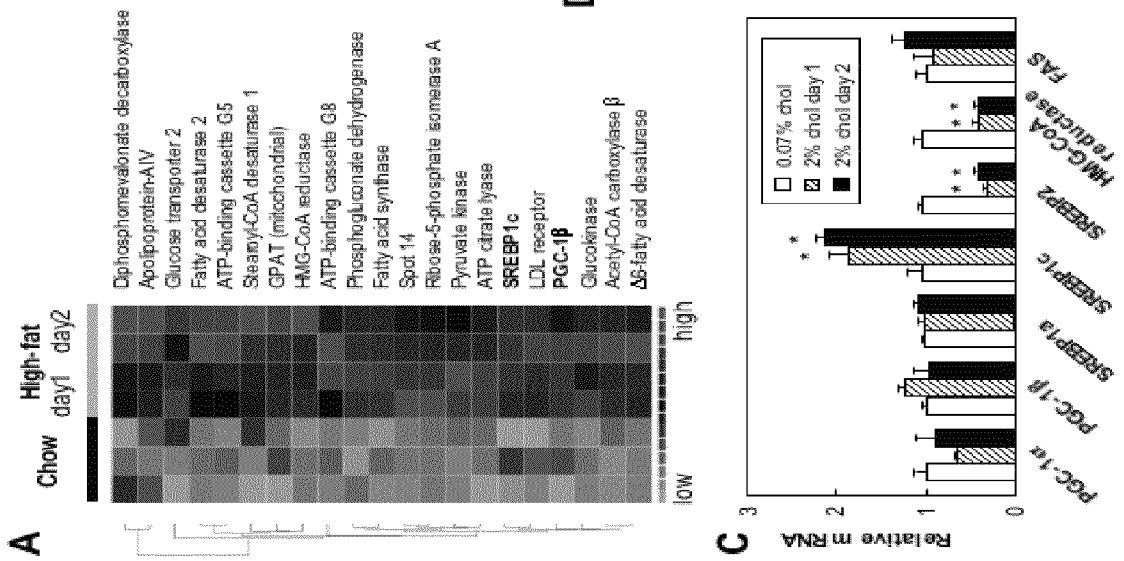 A
Chow
High-fat
day1 day2
Diphosphomevalonate decarboxylase
Apolipoprotein-AIV
Glucose transporter 2
Fatty acid desaturase 2
ATP-binding cassette G5
Stearoyl-CoA desaturase 1
GPAT (mitochondrial)
HMG-CoA reductase
ATP-binding cassette G8
Phosphogluconate dehydrogenase
Fatty acid synthase
Spot 14
Ribose-5-phosphate isomerase A
Pyruvate kinase
ATP citrate lyase
SREBP1c
LDL receptor
PGC-1β
Glucokinase
Acetyl-CoA carboxylase β
Δ6-fatty acid desaturase
low high
C
Relative mRNA
3
2
1
0
0.07% chol
2% chol day 1
2% chol day 2
* *
* *
* *
PGC-1α
PGC-1β
SREBP1a
SREBP1c
SREBP2
HMG-CoA
reductase
FAS